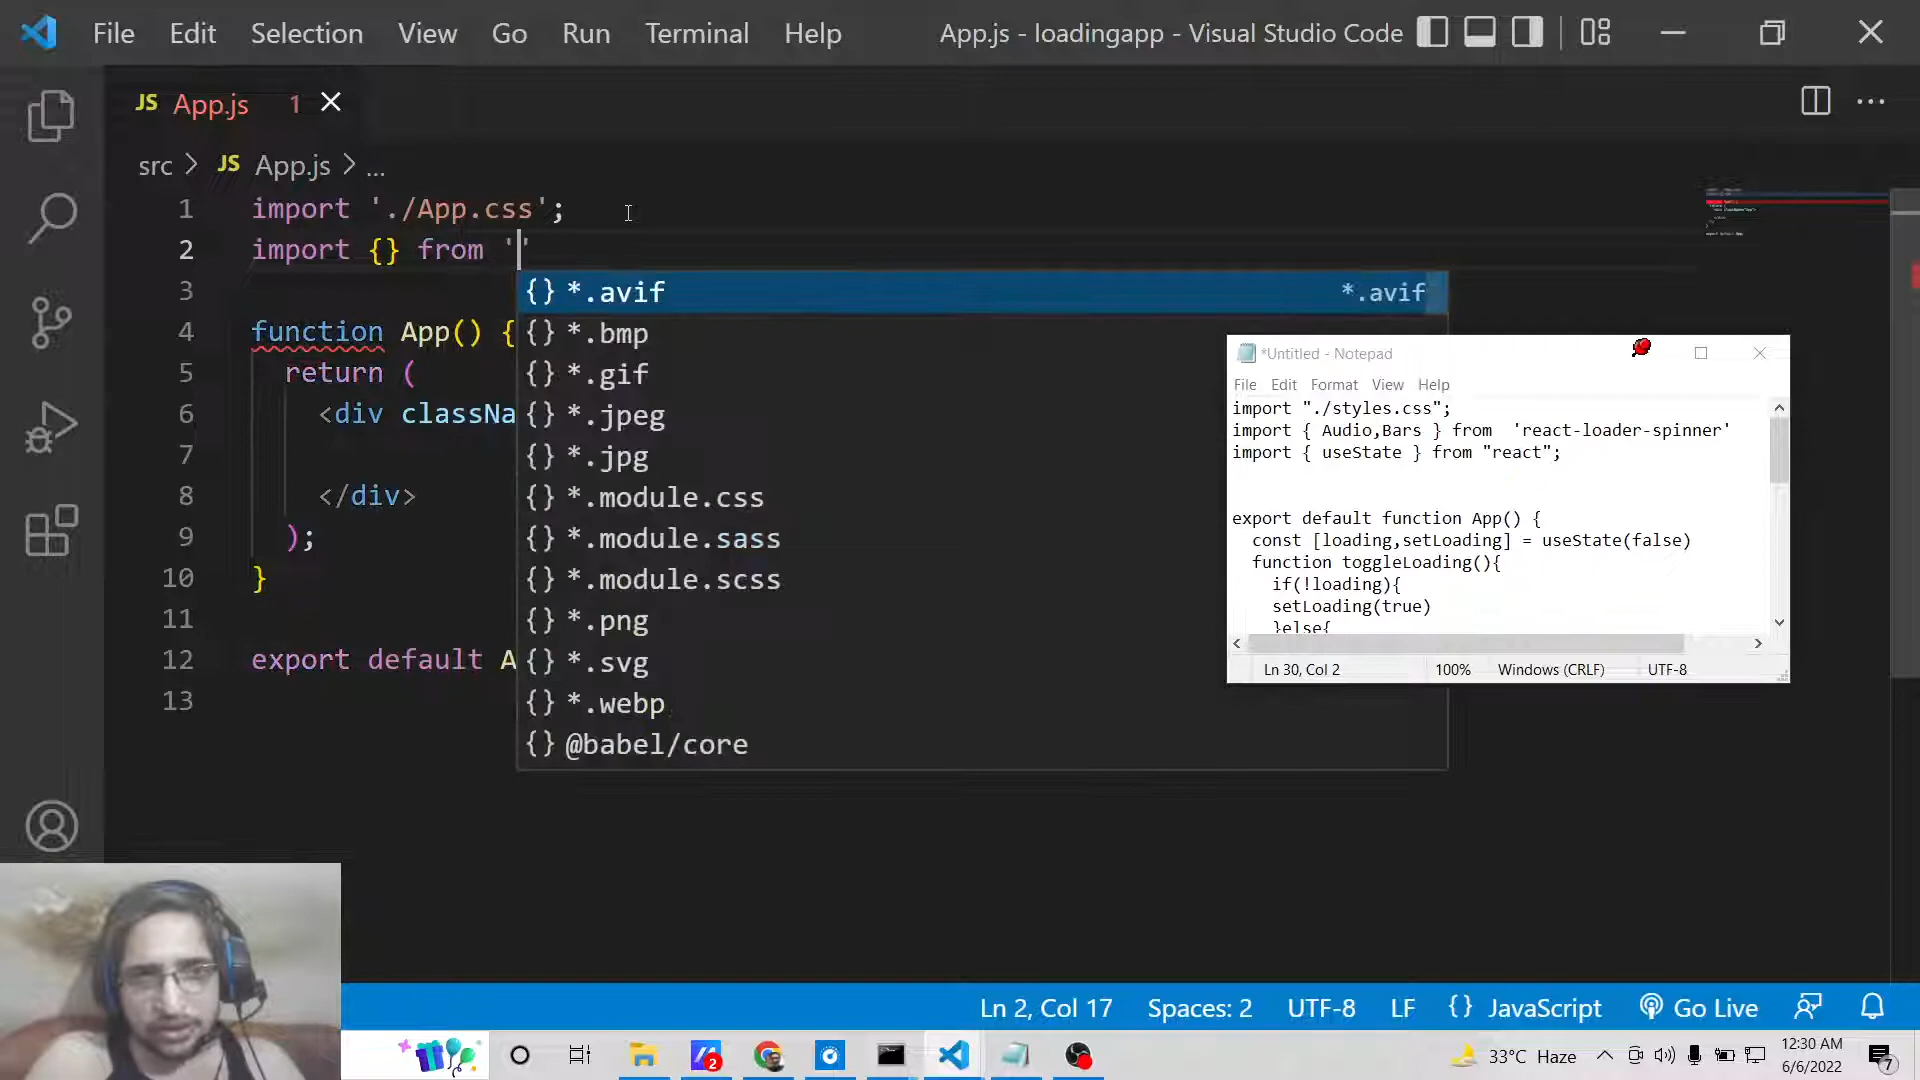 File Edit Selection View Go Run Terminal Help App.js - loadingapp - Visual Studio Code
JS App.js 1
src > JS App.js > ...
1 import './App.css';
2 import {} from ''
3
4 function App() {
5 return (
6 <div classNa
7
8 </div>
9 );
10 }
11
12 export default A
13
{} *.avif *.avif
{} *.bmp
{} *.gif
{} *.jpeg
{} *.jpg
{} *.module.css
{} *.module.sass
{} *.module.scss
{} *.png
{} *.svg
{} *.webp
{} @babel/core
*Untitled - Notepad
File Edit Format View Help
import "./styles.css";
import { Audio,Bars } from  'react-loader-spinner'
import { useState } from "react";
export default function App() {
const [loading,setLoading] = useState(false)
function toggleLoading(){
if(!loading){
setLoading(true)
}else{
Ln 30, Col 2 100% Windows (CRLF) UTF-8
Ln 2, Col 17 Spaces: 2 UTF-8 LF {} JavaScript Go Live
2
33°C Haze 12:30 AM
6/6/2022
7